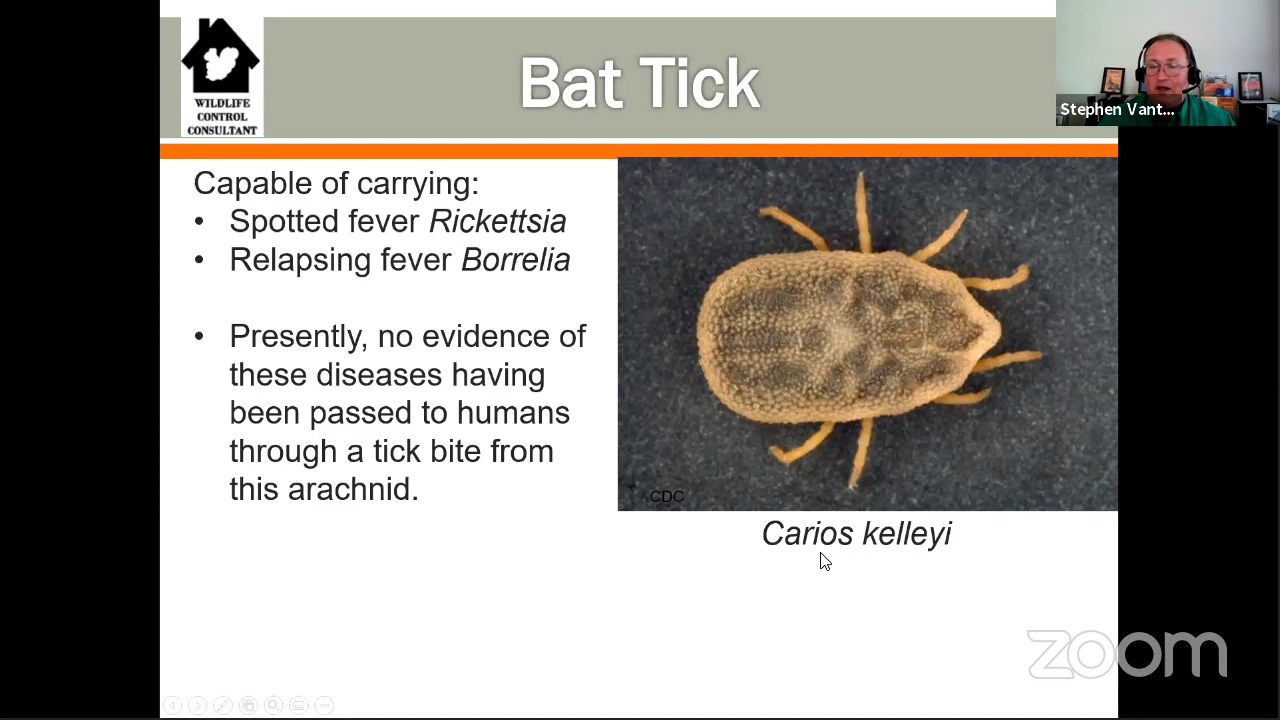 Bat Tick
WILDLIFE
CONTROL
CONSULTANT
Stephen Vant...
Capable of carrying:
• Spotted fever Rickettsia
• Relapsing fever Borrelia
• Presently, no evidence of
these diseases having
been passed to humans
through a tick bite from
this arachnid.
CDC
Carios kelleyi
zoom